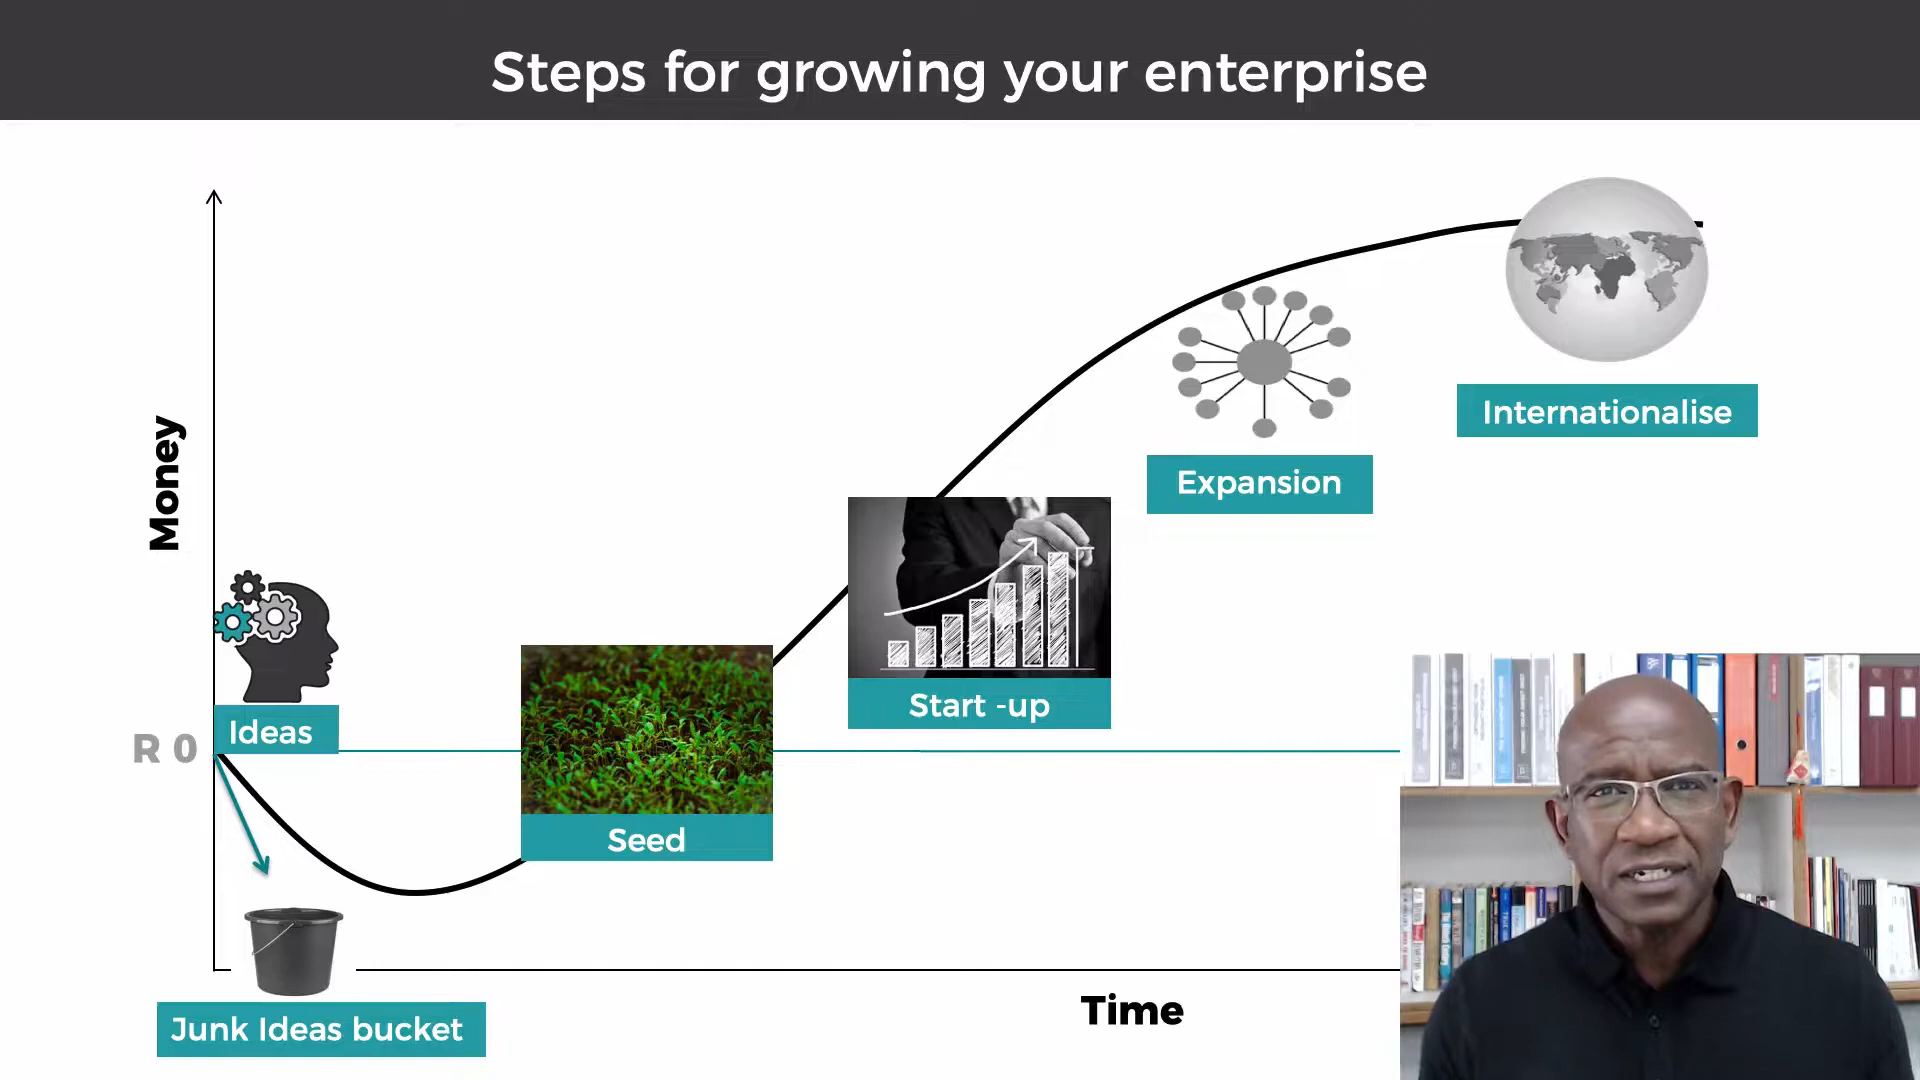 Steps for growing your enterprise
Money
Internationalise
Expansion
Start -up
Ideas
R 0
Seed
Time
Junk Ideas bucket